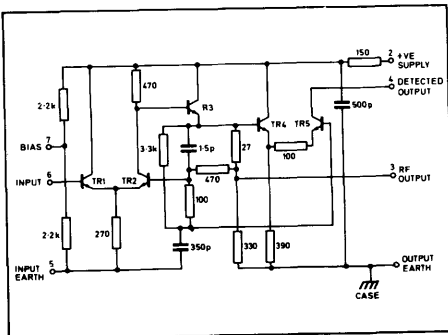 150
2
+VE
SUPPLY
4
DETECTED
OUTPUT
2·2k
470
R3
500p
7
BIAS
3·3k
1·5p
TR4
TR5
27
INPUT
6
TR1
TR2
470
100
3
RF
OUTPUT
100
2·2k
270
350p
330
390
INPUT
EARTH
5
OUTPUT
EARTH
CASE